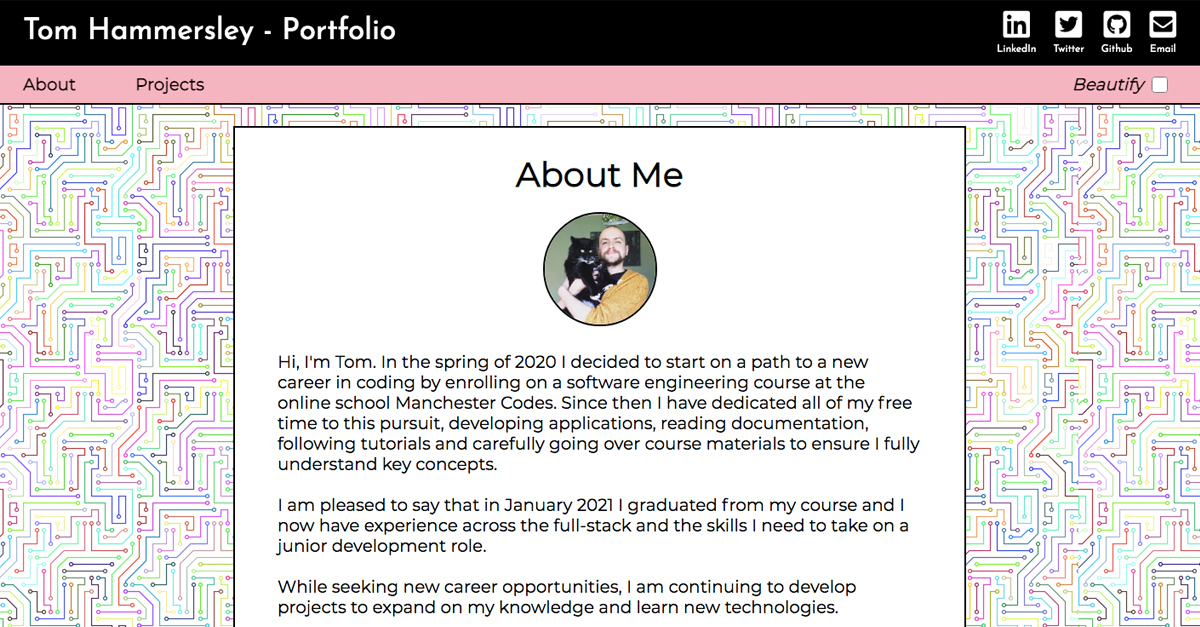 Tom Hammersley - Portfolio
LinkedIn
Twitter
Github
Email
About
Projects
Beautify
About Me
Hi, I'm Tom. In the spring of 2020 I decided to start on a path to a new
career in coding by enrolling on a software engineering course at the
online school Manchester Codes. Since then I have dedicated all of my free
time to this pursuit, developing applications, reading documentation,
following tutorials and carefully going over course materials to ensure I fully
understand key concepts.
I am pleased to say that in January 2021 I graduated from my course and I
now have experience across the full-stack and the skills I need to take on a
junior development role.
While seeking new career opportunities, I am continuing to develop
projects to expand on my knowledge and learn new technologies.